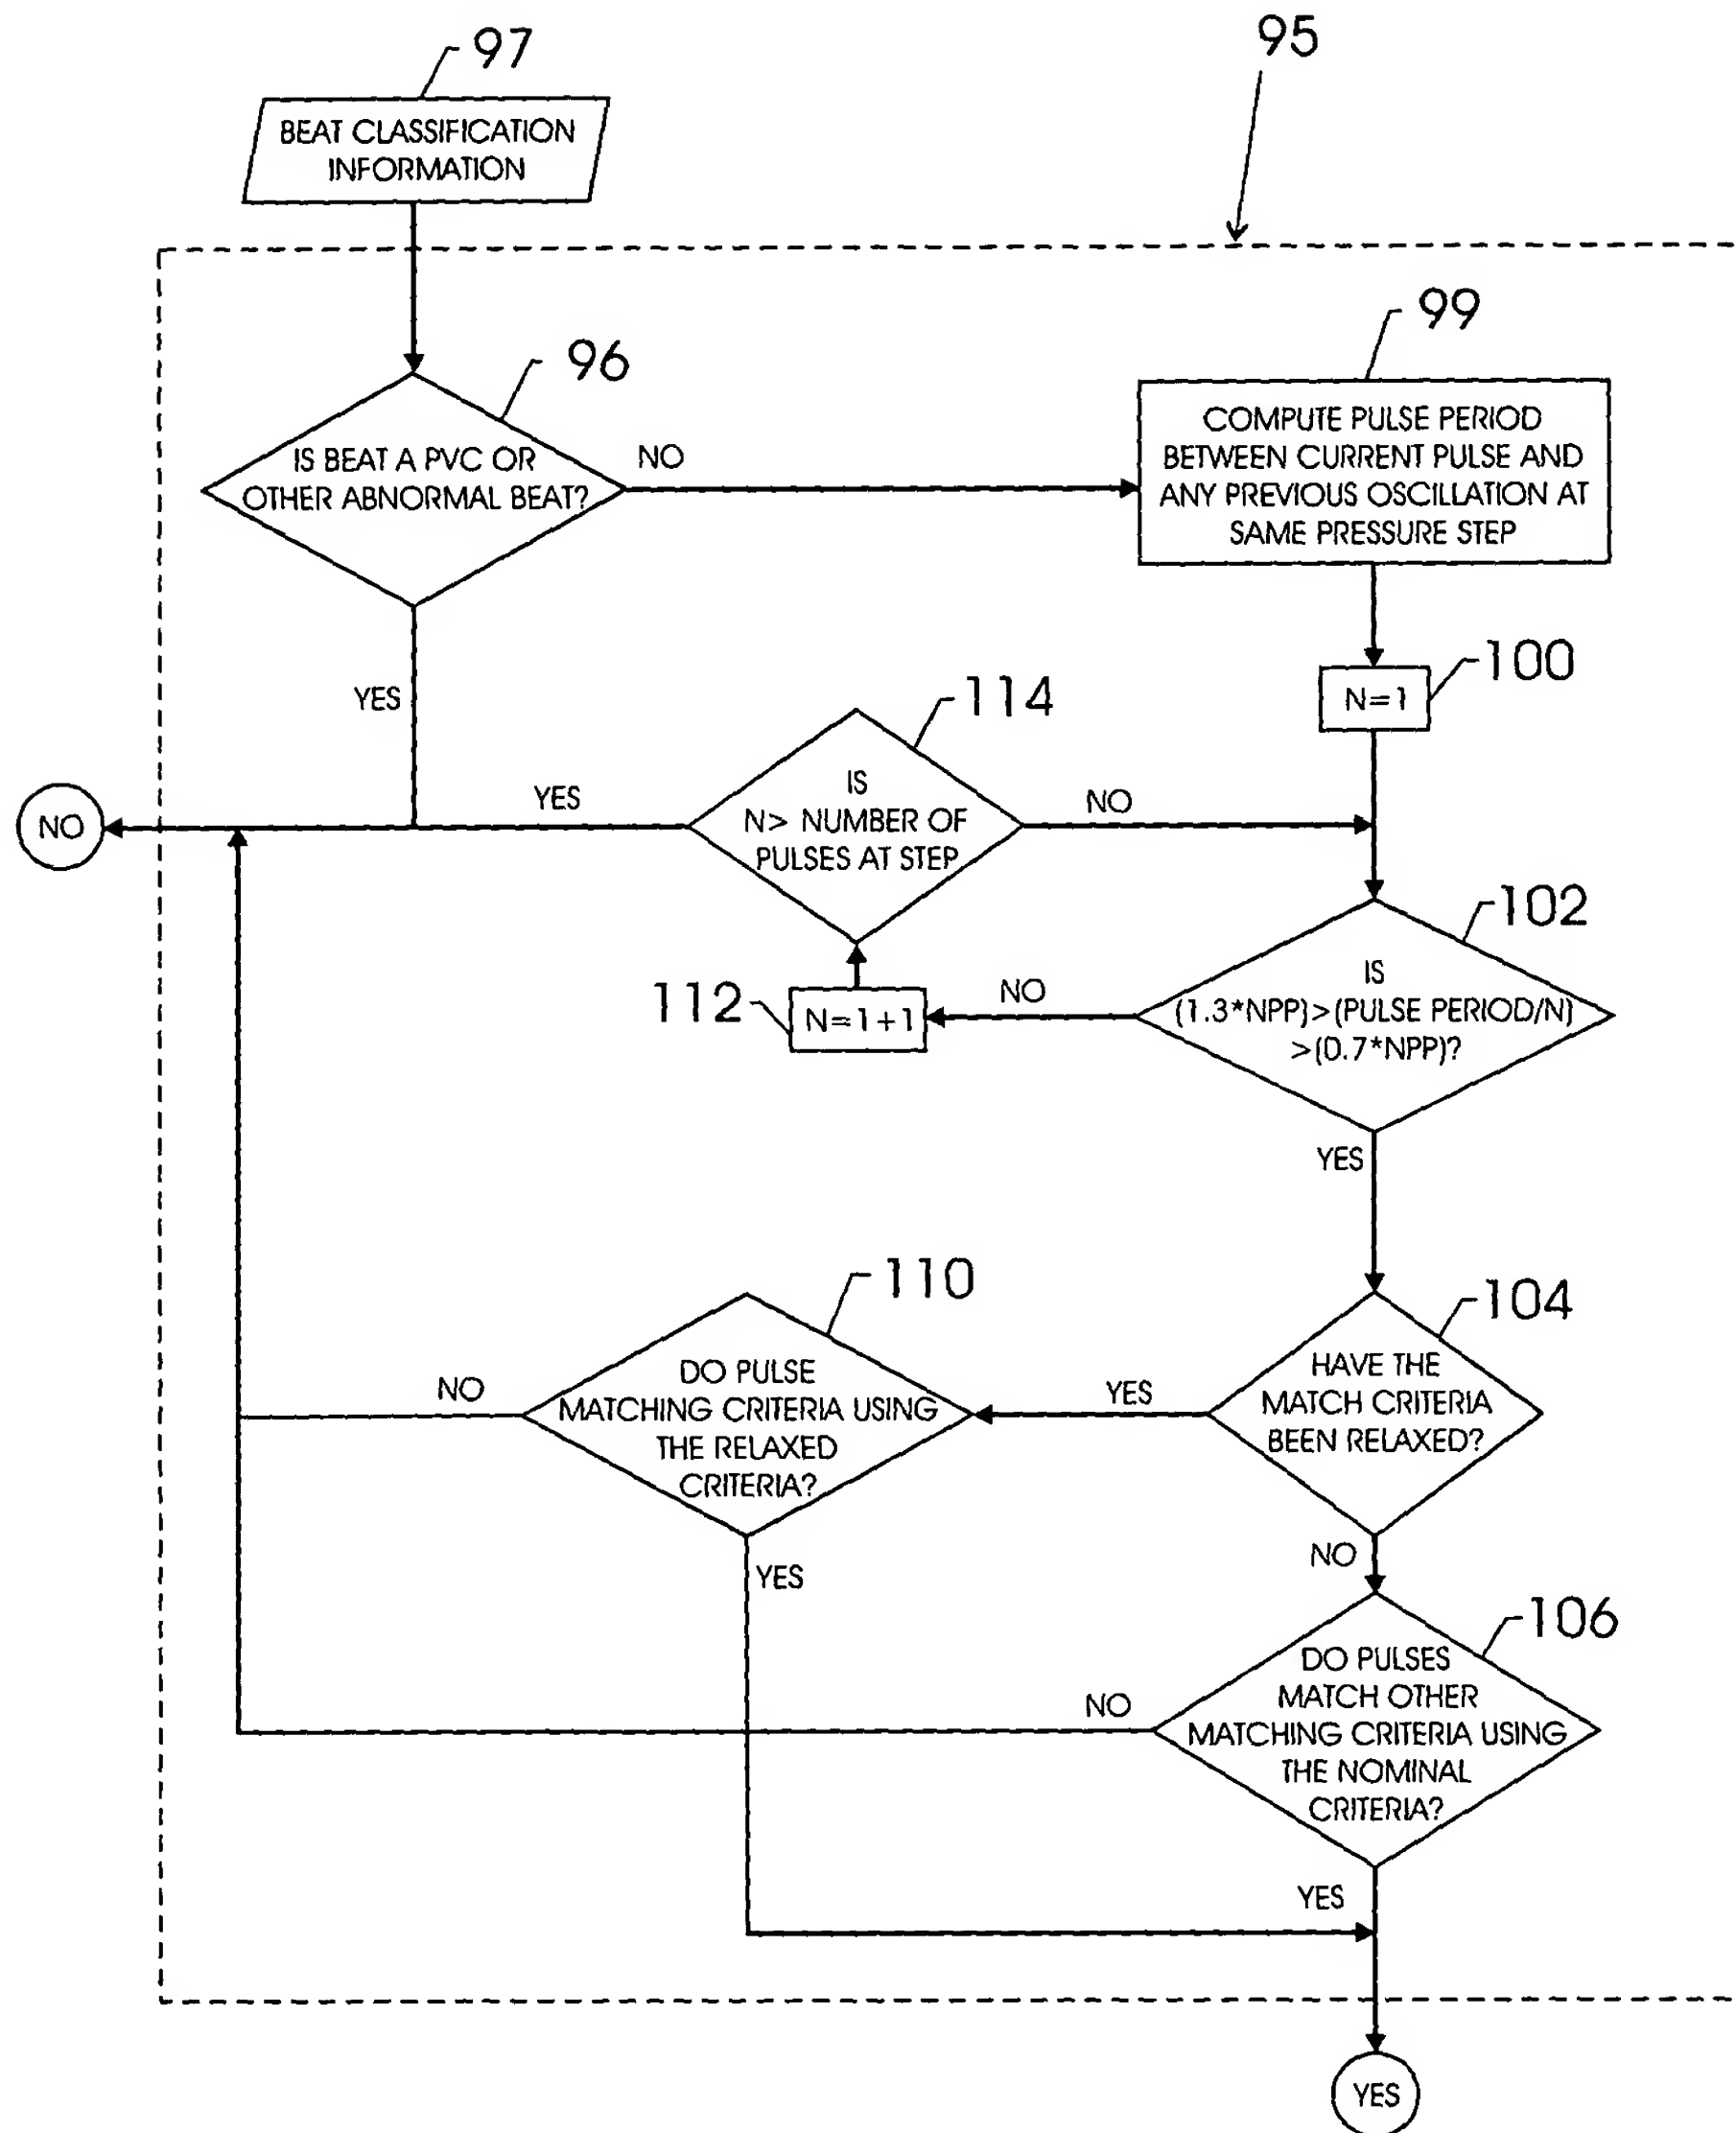 97
95
BEAT CLASSIFICATION
INFORMATION
99
96
COMPUTE PULSE PERIOD
BETWEEN CURRENT PULSE AND
ANY PREVIOUS OSCILLATION AT
SAME PRESSURE STEP
IS BEAT A PVC OR
OTHER ABNORMAL BEAT?
NO
100
N=1
YES
114
IS
N> NUMBER OF
PULSES AT STEP
YES
NO
NO
102
IS
(1.3*NPP)>(PULSE PERIOD/N)
>(0.7*NPP)?
NO
112
N=1+1
YES
110
104
DO PULSE
MATCHING CRITERIA USING
THE RELAXED
CRITERIA?
HAVE THE
MATCH CRITERIA
BEEN RELAXED?
NO
YES
NO
YES
106
DO PULSES
MATCH OTHER
MATCHING CRITERIA USING
THE NOMINAL
CRITERIA?
NO
YES
YES